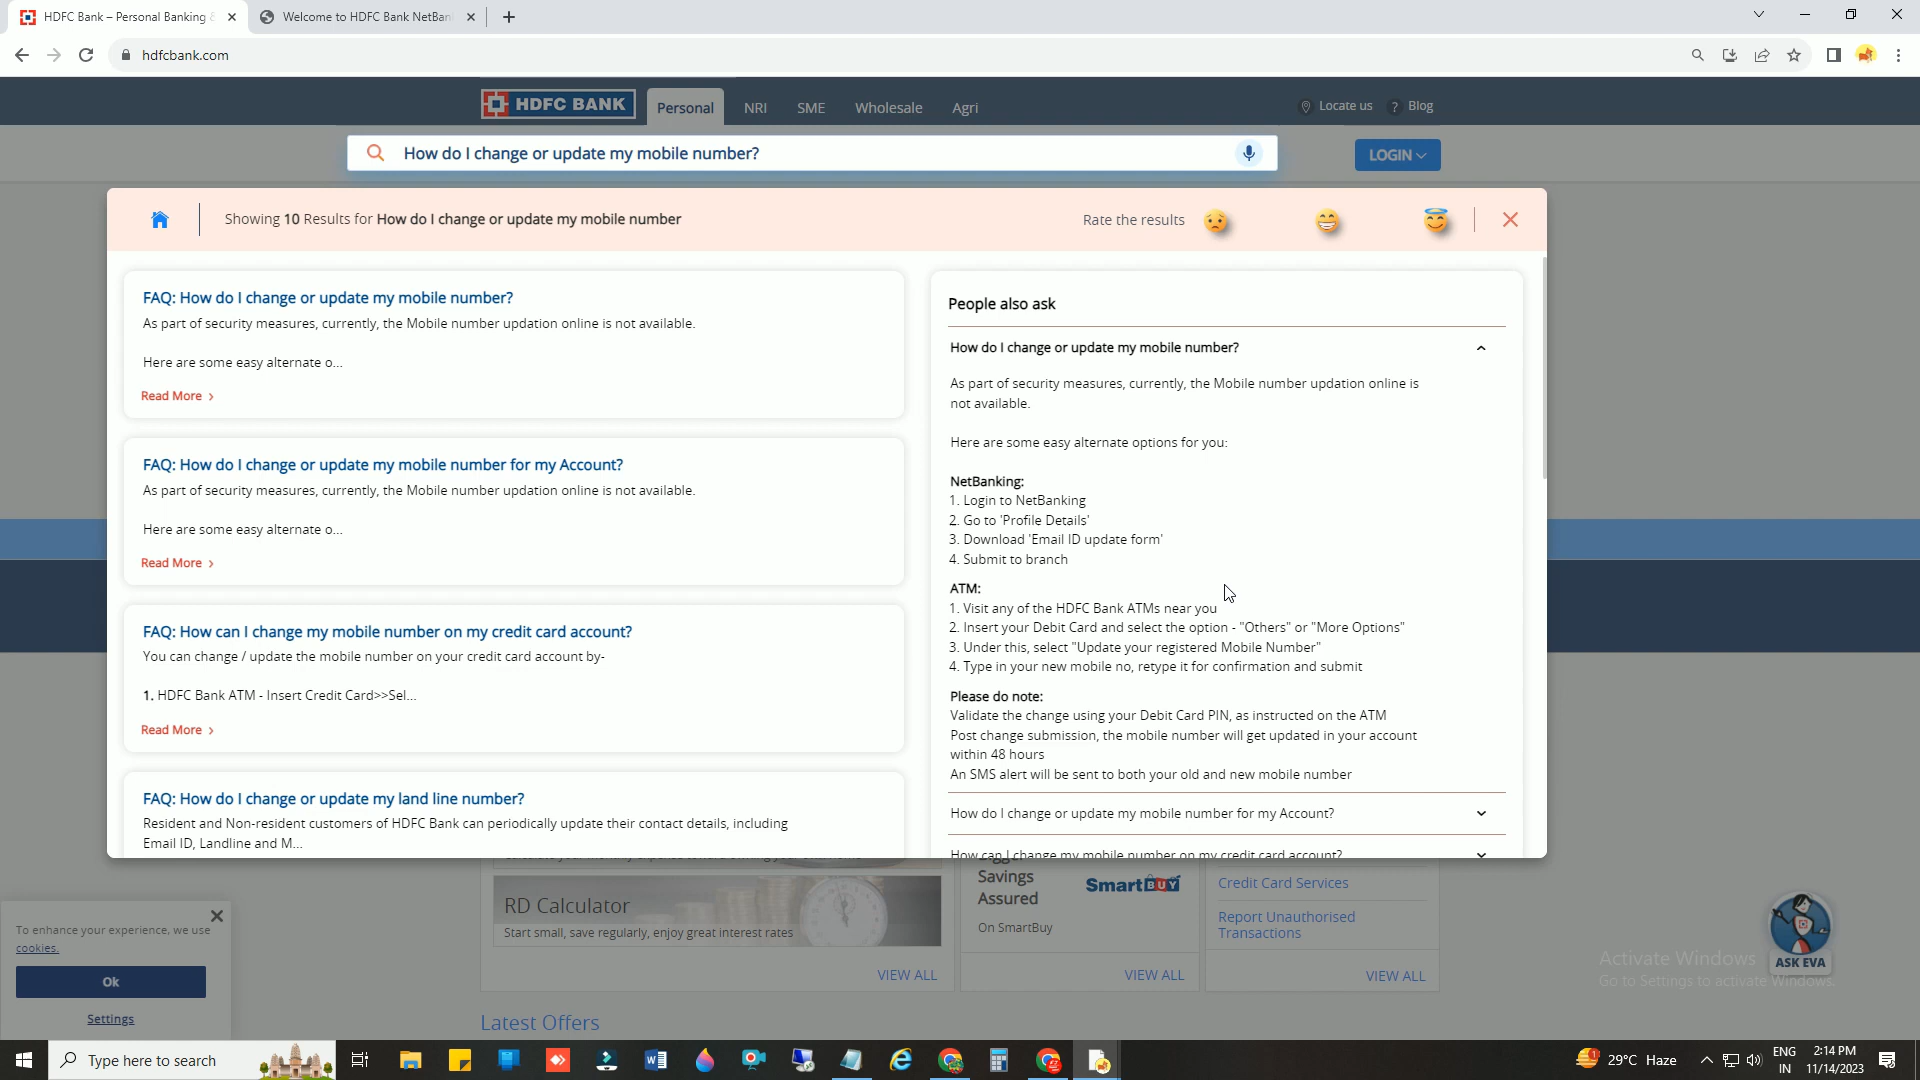 HDFC Bank – Personal Banking &
Welcome to HDFC Bank NetBan
hdfcbank.com
HDFC BANK
Personal
NRI
SME
Wholesale
Agri
Locate us
? Blog
How do I change or update my mobile number?
LOGIN
Showing 10 Results for How do I change or update my mobile number
Rate the results
FAQ: How do I change or update my mobile number?
As part of security measures, currently, the Mobile number updation online is not available.
Here are some easy alternate o...
Read More >
FAQ: How do I change or update my mobile number for my Account?
As part of security measures, currently, the Mobile number updation online is not available.
Here are some easy alternate o...
Read More >
FAQ: How can I change my mobile number on my credit card account?
You can change / update the mobile number on your credit card account by-
1. HDFC Bank ATM - Insert Credit Card>>Sel...
Read More >
FAQ: How do I change or update my land line number?
Resident and Non-resident customers of HDFC Bank can periodically update their contact details, including
Email ID, Landline and M...
People also ask
How do I change or update my mobile number?
As part of security measures, currently, the Mobile number updation online is
not available.
Here are some easy alternate options for you:
NetBanking:
1. Login to NetBanking
2. Go to 'Profile Details'
3. Download 'Email ID update form'
4. Submit to branch
ATM:
1. Visit any of the HDFC Bank ATMs near you
2. Insert your Debit Card and select the option - "Others" or "More Options"
3. Under this, select "Update your registered Mobile Number"
4. Type in your new mobile no, retype it for confirmation and submit
Please do note:
Validate the change using your Debit Card PIN, as instructed on the ATM
Post change submission, the mobile number will get updated in your account
within 48 hours
An SMS alert will be sent to both your old and new mobile number
How do I change or update my mobile number for my Account?
How can I change my mobile number on my credit card account?
RD Calculator
Start small, save regularly, enjoy great interest rates
VIEW ALL
Savings
Assured
On SmartBuy
SmartBUY
VIEW ALL
Credit Card Services
Report Unauthorised
Transactions
VIEW ALL
Latest Offers
To enhance your experience, we use
cookies.
Ok
Settings
ASK EVA
Activate Windows
Go to Settings to activate Windows.
Type here to search
29°C Haze
ENG
IN
2:14 PM
11/14/2023